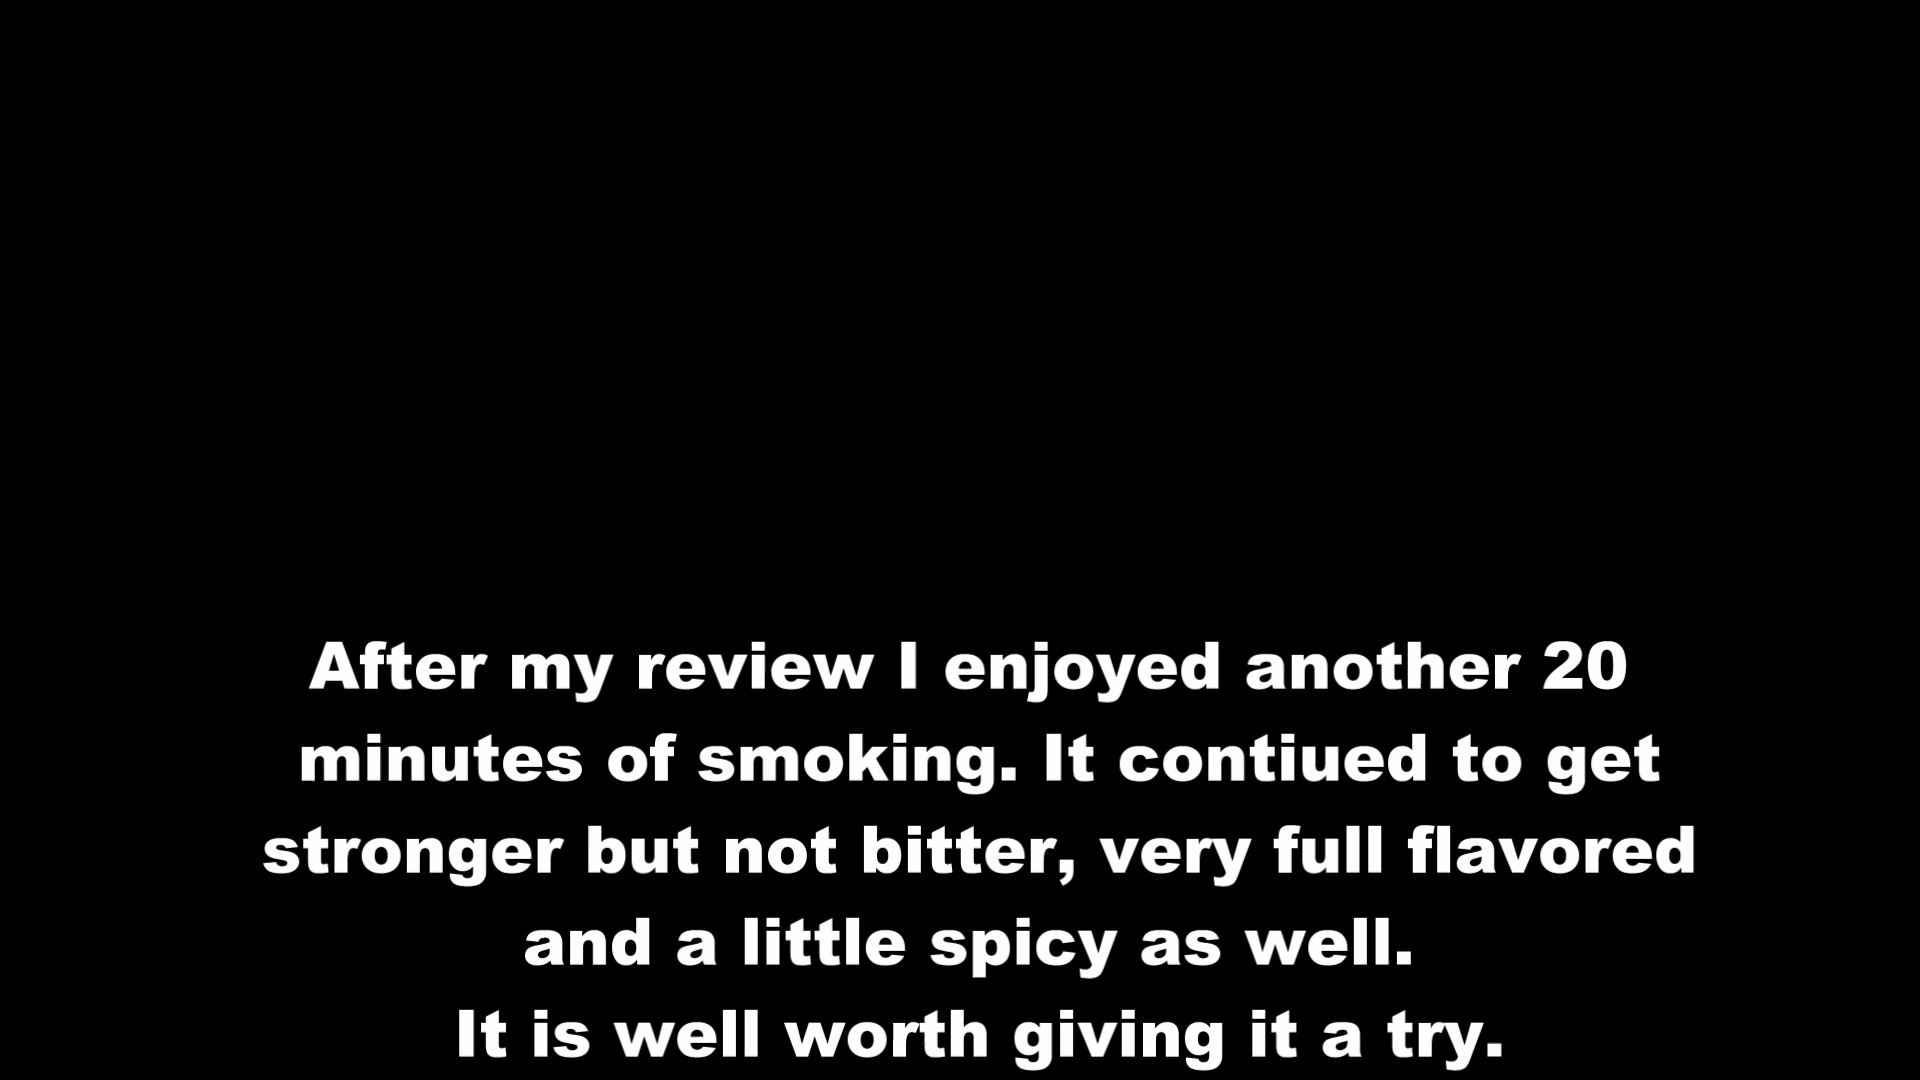 After my review I enjoyed another 20
minutes of smoking. It contiued to get
stronger but not bitter, very full flavored
and a little spicy as well.
It is well worth giving it a try.